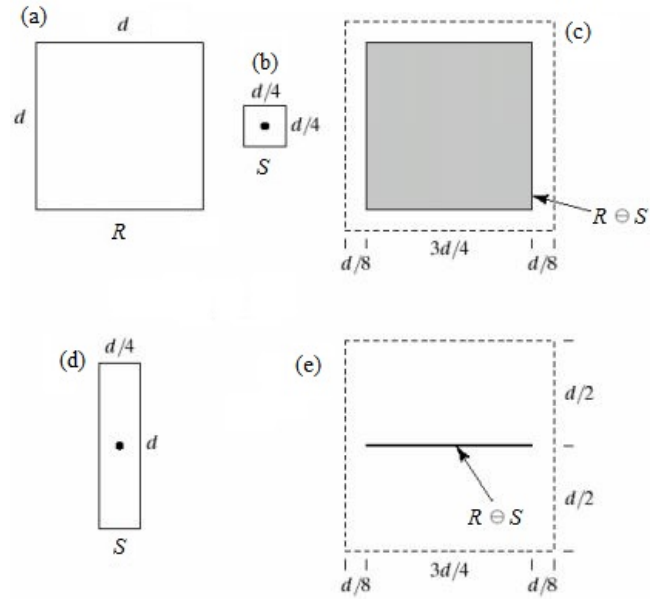 (a)
d
d
R
(b)
d/4
d/4
S
(c)
R ⊖ S
d/8
3d/4
d/8
(d)
d/4
d
S
(e)
d/2
d/2
R ⊖ S
d/8
3d/4
d/8